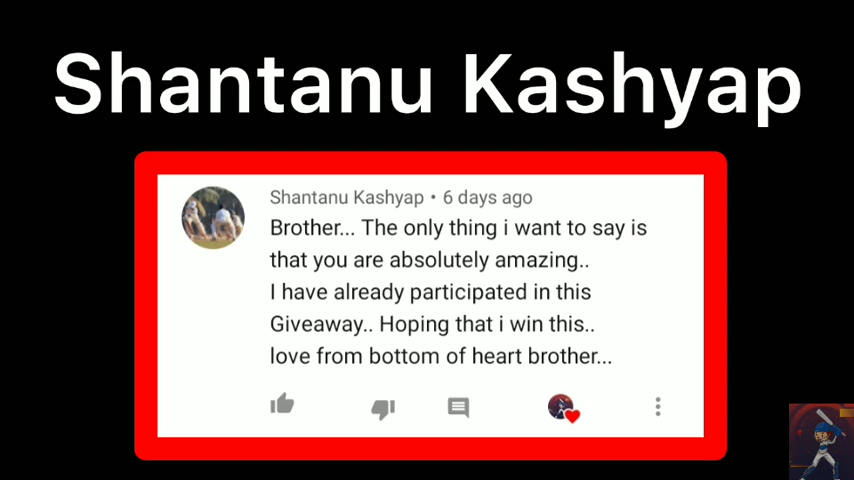 Shantanu Kashyap
Shantanu Kashyap • 6 days ago
Brother... The only thing i want to say is
that you are absolutely amazing..
I have already participated in this
Giveaway.. Hoping that i win this..
love from bottom of heart brother...